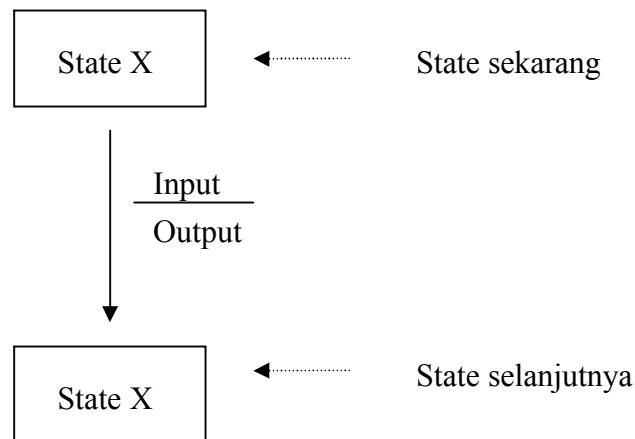 State X
State sekarang
Input
Output
State selanjutnya
State X